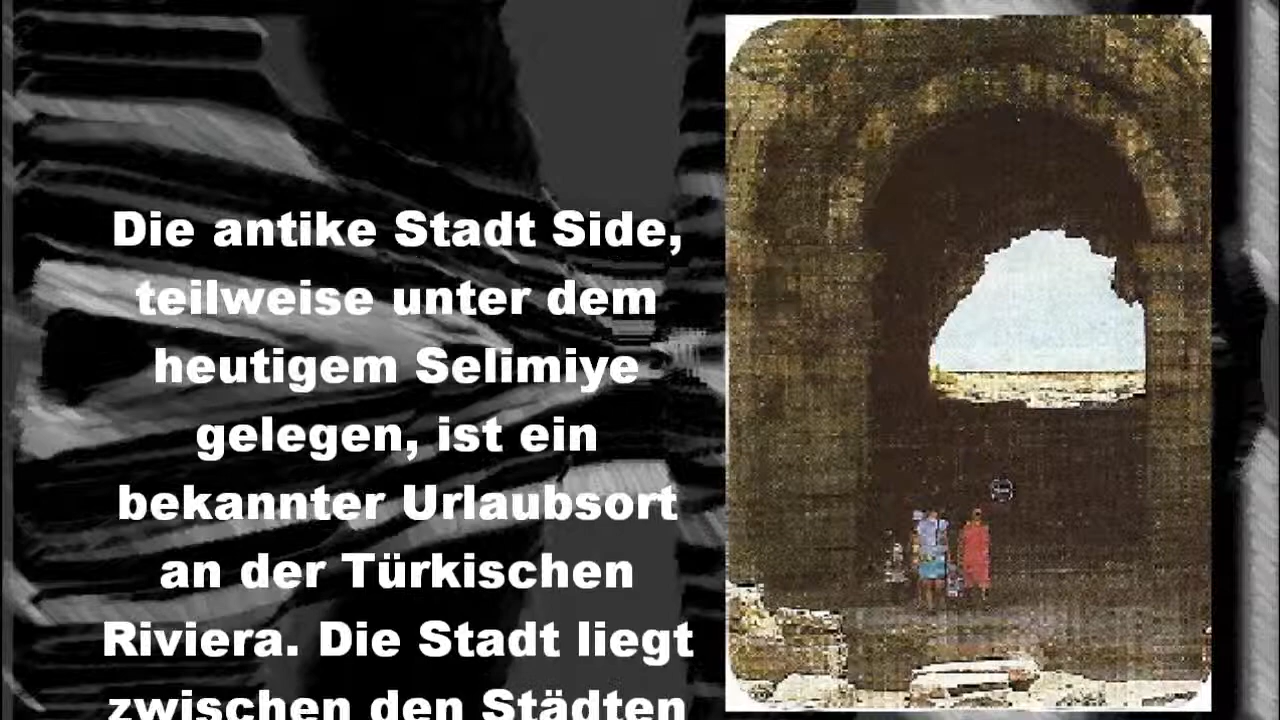 Die antike Stadt Side,
teilweise unter dem
heutigem Selimiye
gelegen, ist ein
bekannter Urlaubsort
an der Türkischen
Riviera. Die Stadt liegt
zwischen den Städten